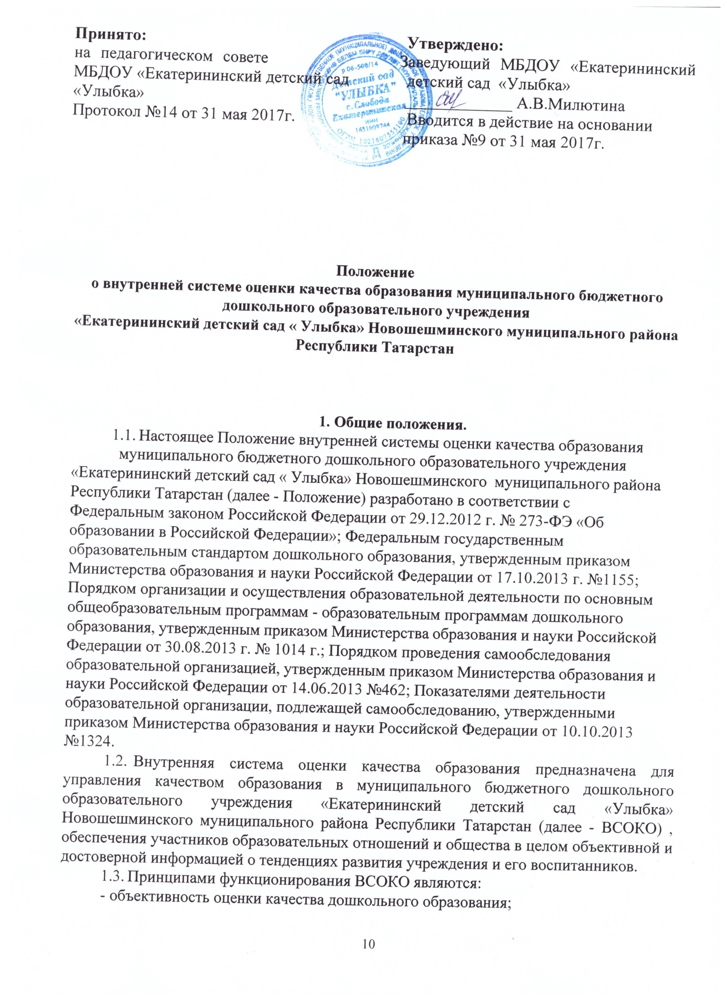 Принято:
на педагогическом совете
МБДОУ «Екатерининский детский сад
«Улыбка»
Протокол №14 от 31 мая 2017г.
р 06-500/14
Детский сад
“УЛЫБКА”
с.Слобода
Екатерининская
ИНН
Утверждено:
Заведующий МБДОУ «Екатерининский
детский сад «Улыбка»
А.В.Милютина
Вводится в действие на основании
приказа №9 от 31 мая 2017г.
Положение
о внутренней системе оценки качества образования муниципального бюджетного
дошкольного образовательного учреждения
«Екатерининский детский сад « Улыбка» Новошешминского муниципального района
Республики Татарстан
1. Общие положения.
1.1. Настоящее Положение внутренней системы оценки качества образования
муниципального бюджетного дошкольного образовательного учреждения
«Екатерининский детский сад « Улыбка» Новошешминского муниципального района
Республики Татарстан (далее - Положение) разработано в соответствии с
Федеральным законом Российской Федерации от 29.12.2012 г. № 273-ФЭ «Об
образовании в Российской Федерации»; Федеральным государственным
образовательным стандартом дошкольного образования, утвержденным приказом
Министерства образования и науки Российской Федерации от 17.10.2013 г. №1155;
Порядком организации и осуществления образовательной деятельности по основным
общеобразовательным программам - образовательным программам дошкольного
образования, утвержденным приказом Министерства образования и науки Российской
Федерации от 30.08.2013 г. № 1014 г.; Порядком проведения самообследования
образовательной организацией, утвержденным приказом Министерства образования и
науки Российской Федерации от 14.06.2013 №462; Показателями деятельности
образовательной организации, подлежащей самообследованию, утвержденными
приказом Министерства образования и науки Российской Федерации от 10.10.2013
№1324.
1.2. Внутренняя система оценки качества образования предназначена для
управления качеством образования в муниципального бюджетного дошкольного
образовательного учреждения «Екатерининский детский сад «Улыбка»
Новошешминского муниципального района Республики Татарстан (далее - ВСОКО) ,
обеспечения участников образовательных отношений и общества в целом объективной и
достоверной информацией о тенденциях развития учреждения и его воспитанников.
1.3. Принципами функционирования ВСОКО являются:
- объективность оценки качества дошкольного образования;
10